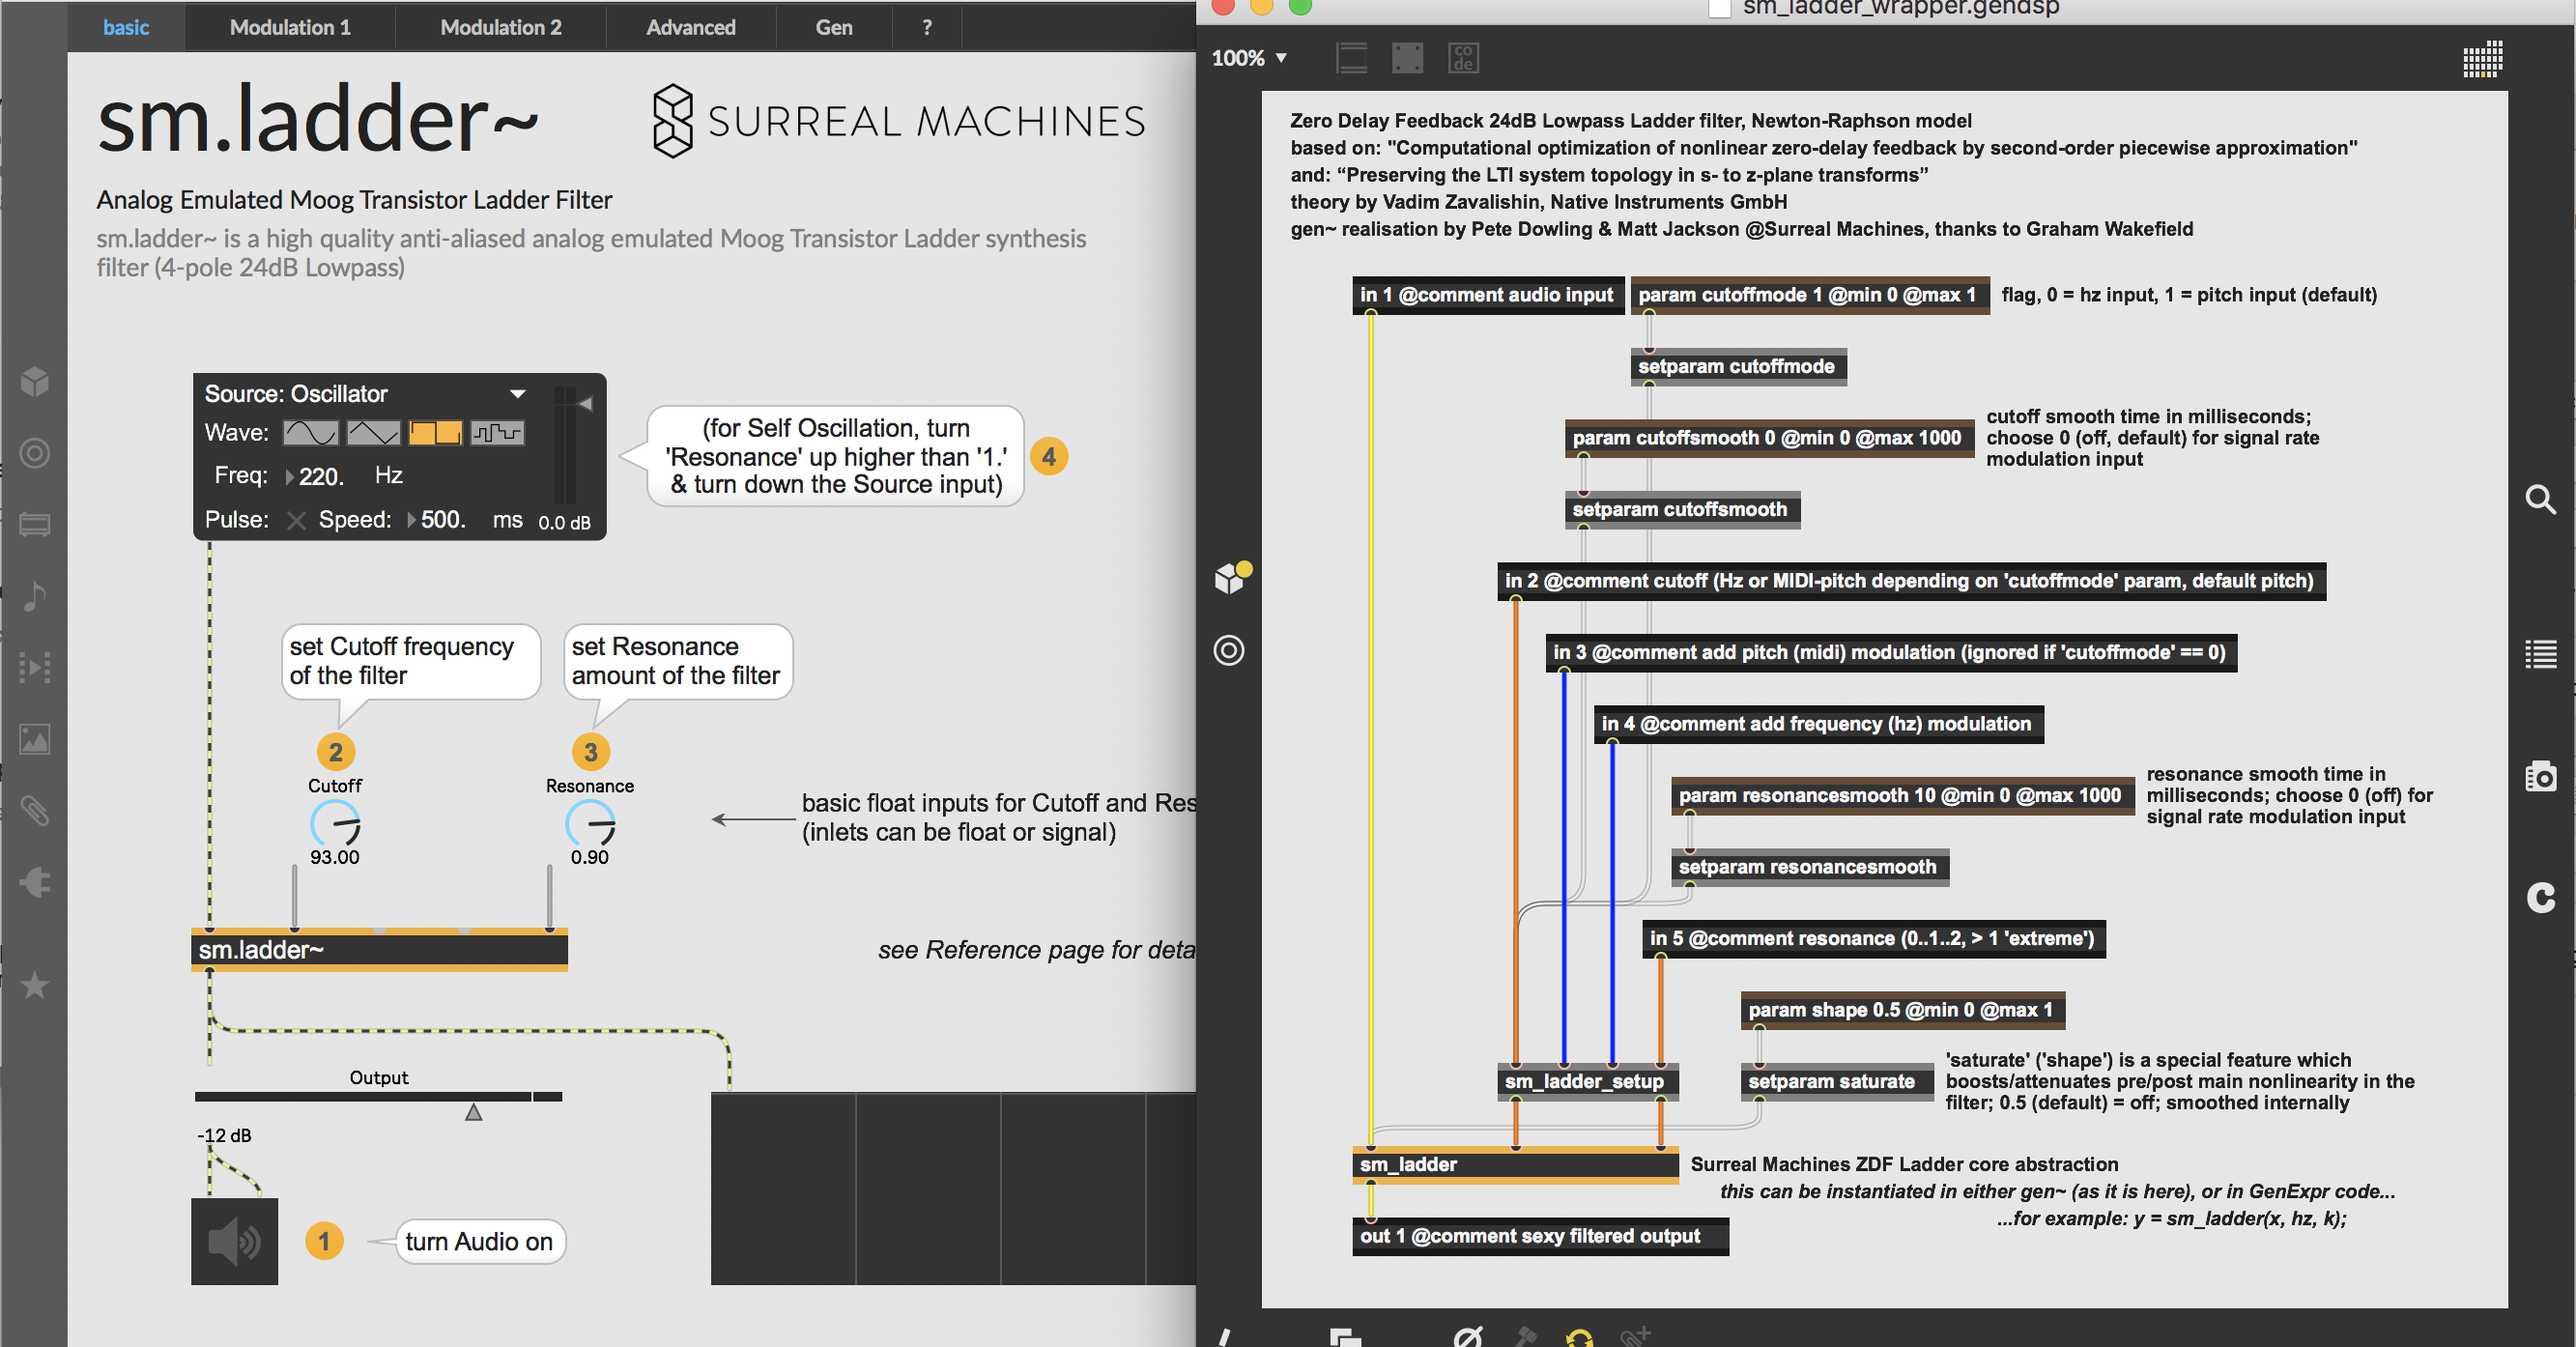 basic
Modulation 1
Modulation 2
Advanced
Gen
?
sm.ladder~
SURREAL MACHINES
Analog Emulated Moog Transistor Ladder Filter
sm.ladder~ is a high quality anti-aliased analog emulated Moog Transistor Ladder synthesis
filter (4-pole 24dB Lowpass)
Source: Oscillator
Wave:
Freq: 220. Hz
Pulse: Speed: 500. ms 0.0 dB
(for Self Oscillation, turn
'Resonance' up higher than '1.'
& turn down the Source input)
4
set Cutoff frequency
of the filter
set Resonance
amount of the filter
2
3
Cutoff
Resonance
93.00
0.90
basic float inputs for Cutoff and Res
(inlets can be float or signal)
sm.ladder~
see Reference page for deta
Output
-12 dB
1
turn Audio on
sm_ladder_wrapper.gendsp
100%
co
de
Zero Delay Feedback 24dB Lowpass Ladder filter, Newton-Raphson model
based on: "Computational optimization of nonlinear zero-delay feedback by second-order piecewise approximation"
and: “Preserving the LTI system topology in s- to z-plane transforms”
theory by Vadim Zavalishin, Native Instruments GmbH
gen~ realisation by Pete Dowling & Matt Jackson @Surreal Machines, thanks to Graham Wakefield
in 1 @comment audio input
param cutoffmode 1 @min 0 @max 1
flag, 0 = hz input, 1 = pitch input (default)
setparam cutoffmode
param cutoffsmooth 0 @min 0 @max 1000
cutoff smooth time in milliseconds;
choose 0 (off, default) for signal rate
modulation input
setparam cutoffsmooth
in 2 @comment cutoff (Hz or MIDI-pitch depending on 'cutoffmode' param, default pitch)
in 3 @comment add pitch (midi) modulation (ignored if 'cutoffmode' == 0)
in 4 @comment add frequency (hz) modulation
param resonancesmooth 10 @min 0 @max 1000
resonance smooth time in
milliseconds; choose 0 (off) for
signal rate modulation input
setparam resonancesmooth
in 5 @comment resonance (0..1..2, > 1 'extreme')
param shape 0.5 @min 0 @max 1
sm_ladder_setup
setparam saturate
'saturate' ('shape') is a special feature which
boosts/attenuates pre/post main nonlinearity in the
filter; 0.5 (default) = off; smoothed internally
sm_ladder
Surreal Machines ZDF Ladder core abstraction
this can be instantiated in either gen~ (as it is here), or in GenExpr code...
...for example: y = sm_ladder(x, hz, k);
out 1 @comment sexy filtered output